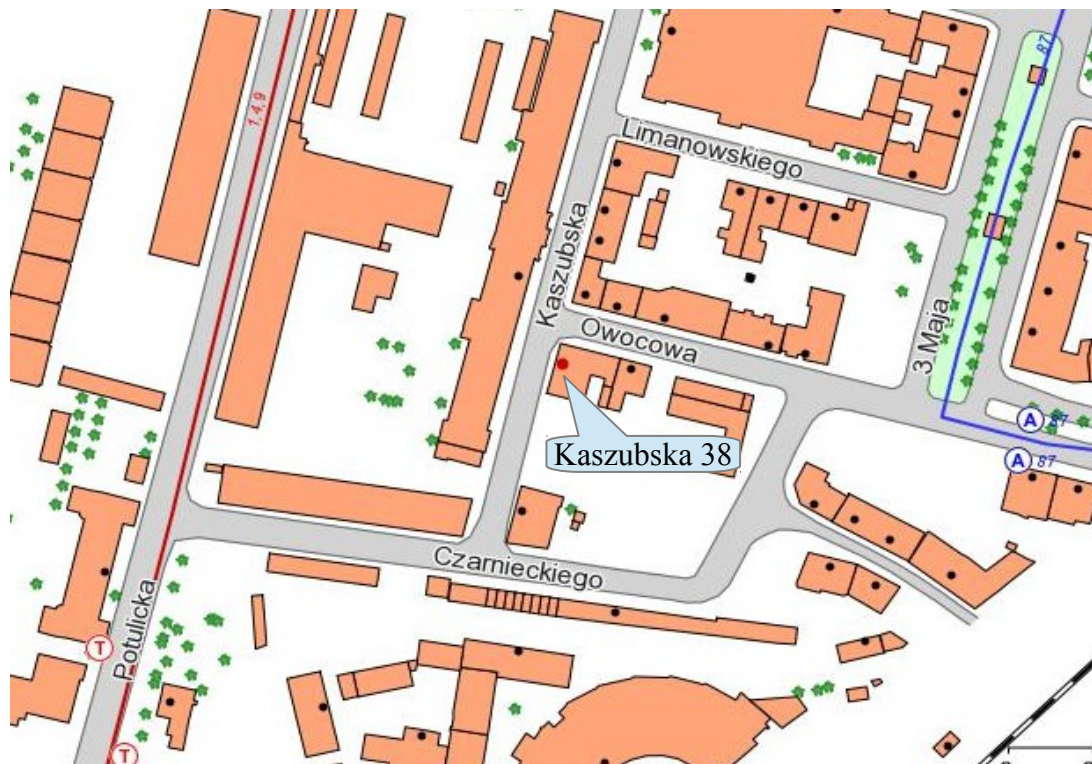 87
1,4,9
Limanowskiego
Kaszubska
Owocowa
3 Maja
A 87
Kaszubska 38
A 87
Czarnieckiego
Potulicka
T
T